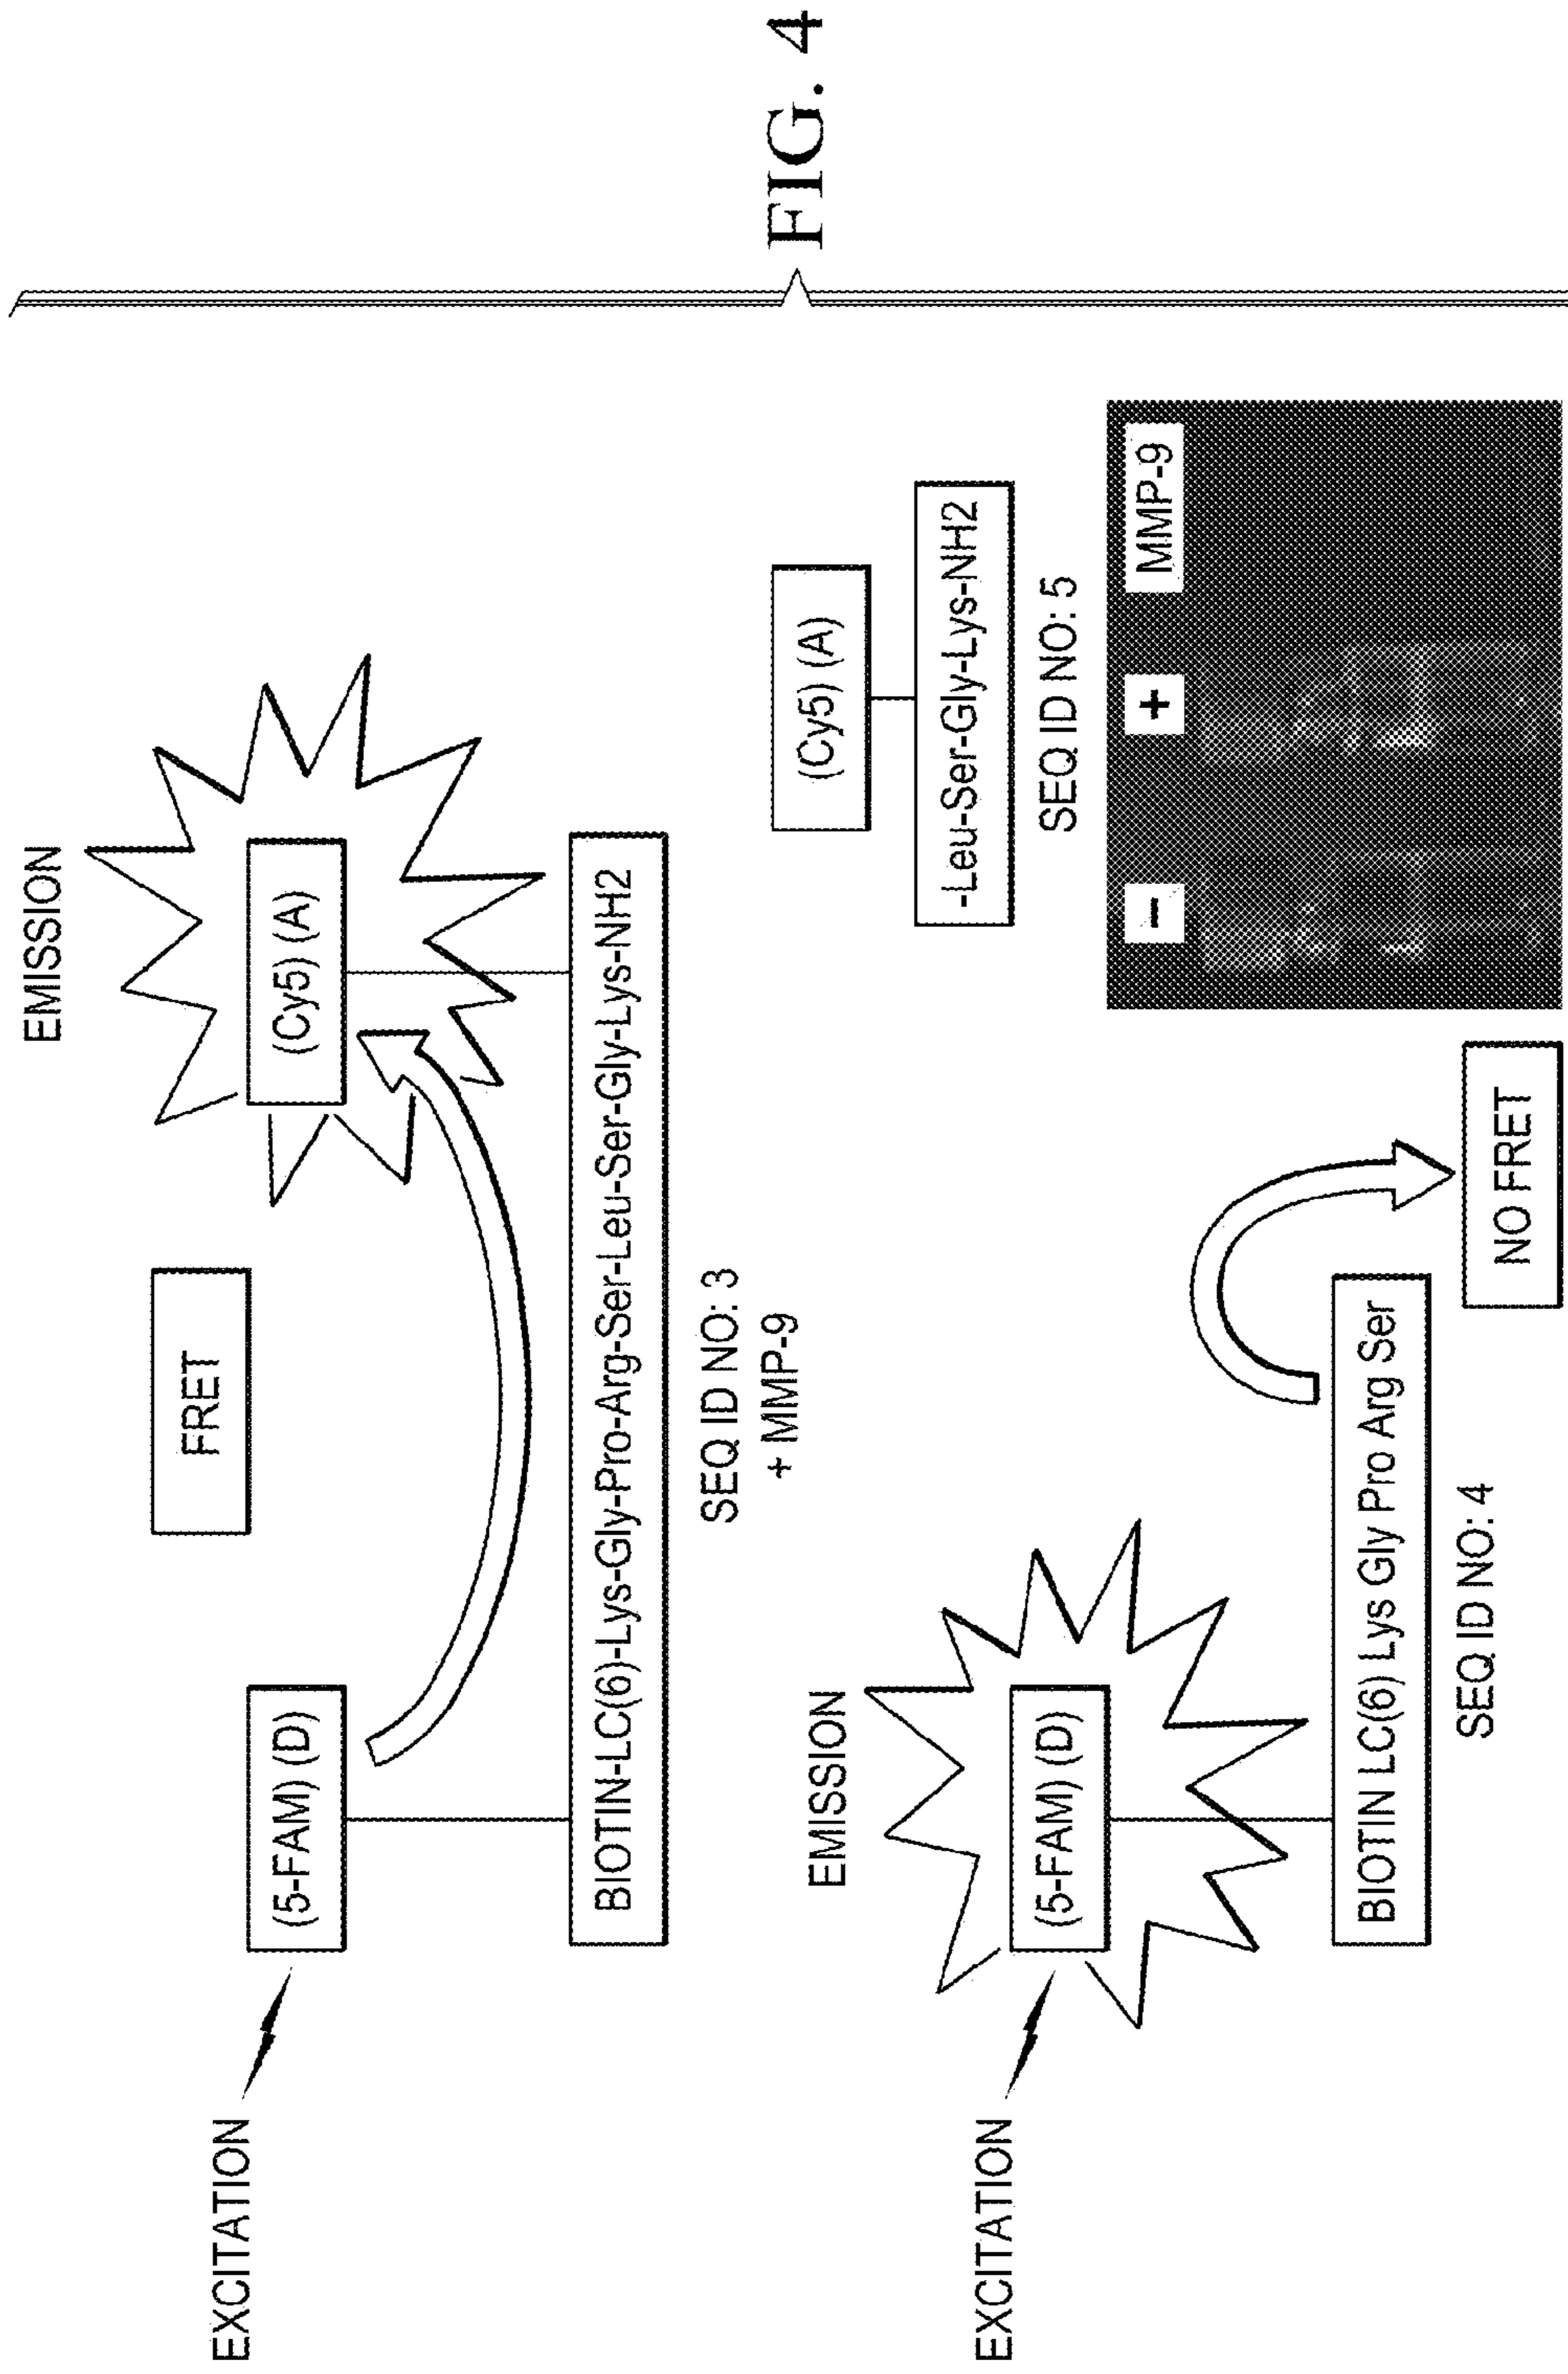 EMISSION
FRET
EXCITATION
(5-FAM) (D)
(Cy5) (A)
BIOTIN-LC(6)-Lys-Gly-Pro-Arg-Ser-Leu-Ser-Gly-Lys-NH2
SEQ ID NO: 3
+ MMP-9
EMISSION
EXCITATION
(5-FAM) (D)
BIOTIN LC(6) Lys Gly Pro Arg Ser
SEQ ID NO: 4
NO FRET
(Cy5) (A)
-Leu-Ser-Gly-Lys-NH2
SEQ ID NO: 5
− + MMP-9
FIG. 4